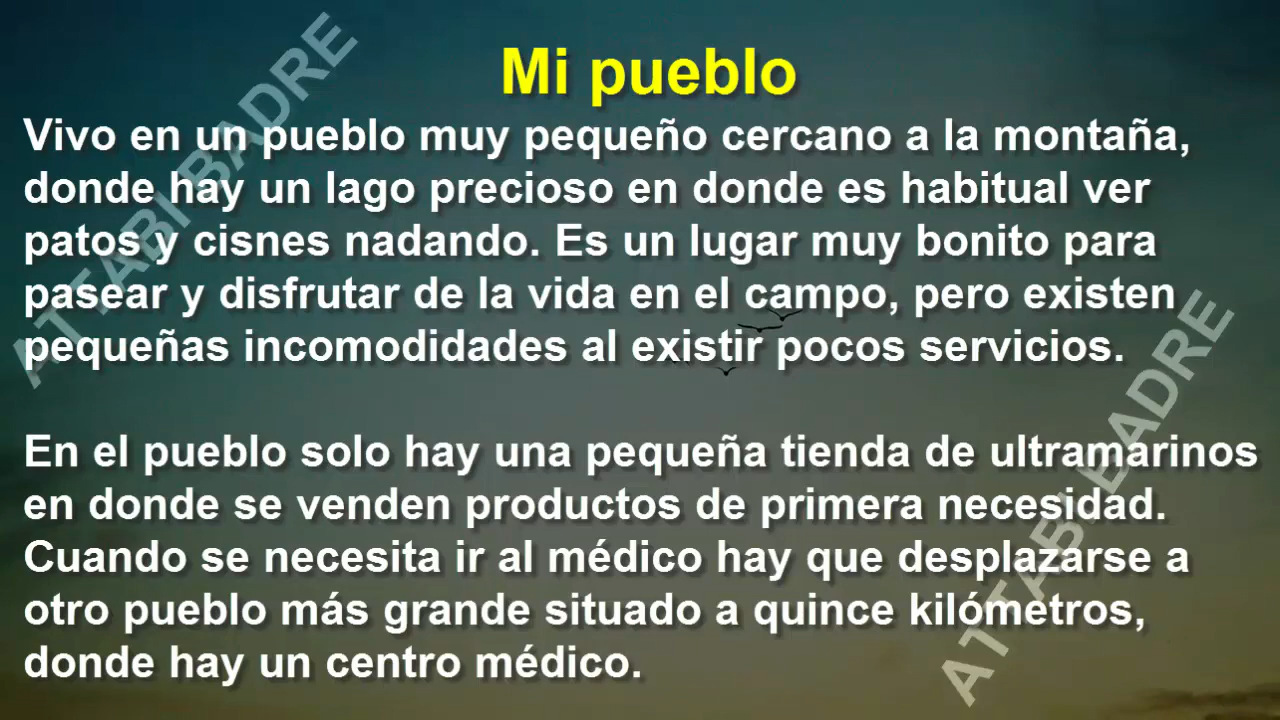 Mi pueblo
Vivo en un pueblo muy pequeño cercano a la montaña,
donde hay un lago precioso en donde es habitual ver
patos y cisnes nadando. Es un lugar muy bonito para
pasear y disfrutar de la vida en el campo, pero existen
pequeñas incomodidades al existir pocos servicios.
En el pueblo solo hay una pequeña tienda de ultramarinos
en donde se venden productos de primera necesidad.
Cuando se necesita ir al médico hay que desplazarse a
otro pueblo más grande situado a quince kilómetros,
donde hay un centro médico.
ATTABI BADRE
ATTABI BADRE